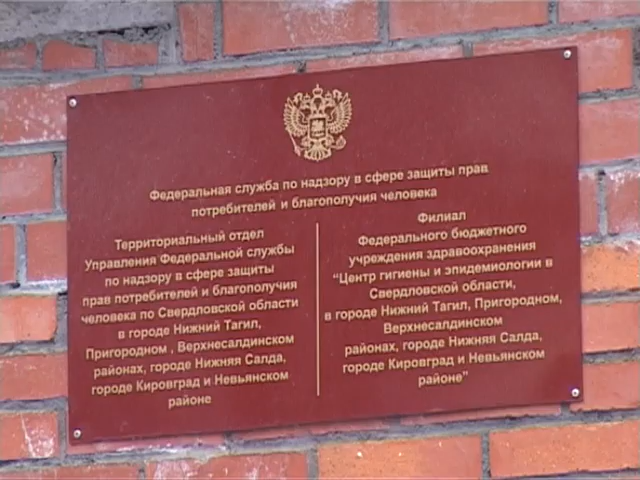 Федеральная служба по надзору в сфере защиты прав
потребителей и благополучия человека
Территориальный отдел
Управления Федеральной службы
по надзору в сфере защиты
прав потребителей и благополучия
человека по Свердловской области
в городе Нижний Тагил,
Пригородном , Верхнесалдинском
районах, городе Нижняя Салда,
городе Кировград и Невьянском
районе
Филиал
Федерального бюджетного
учреждения здравоохранения
“Центр гигиены и эпидемиологии в
Свердловской области,
в городе Нижний Тагил, Пригородном,
Верхнесалдинском
районах, городе Нижняя Салда,
городе Кировград и Невьянском
районе”